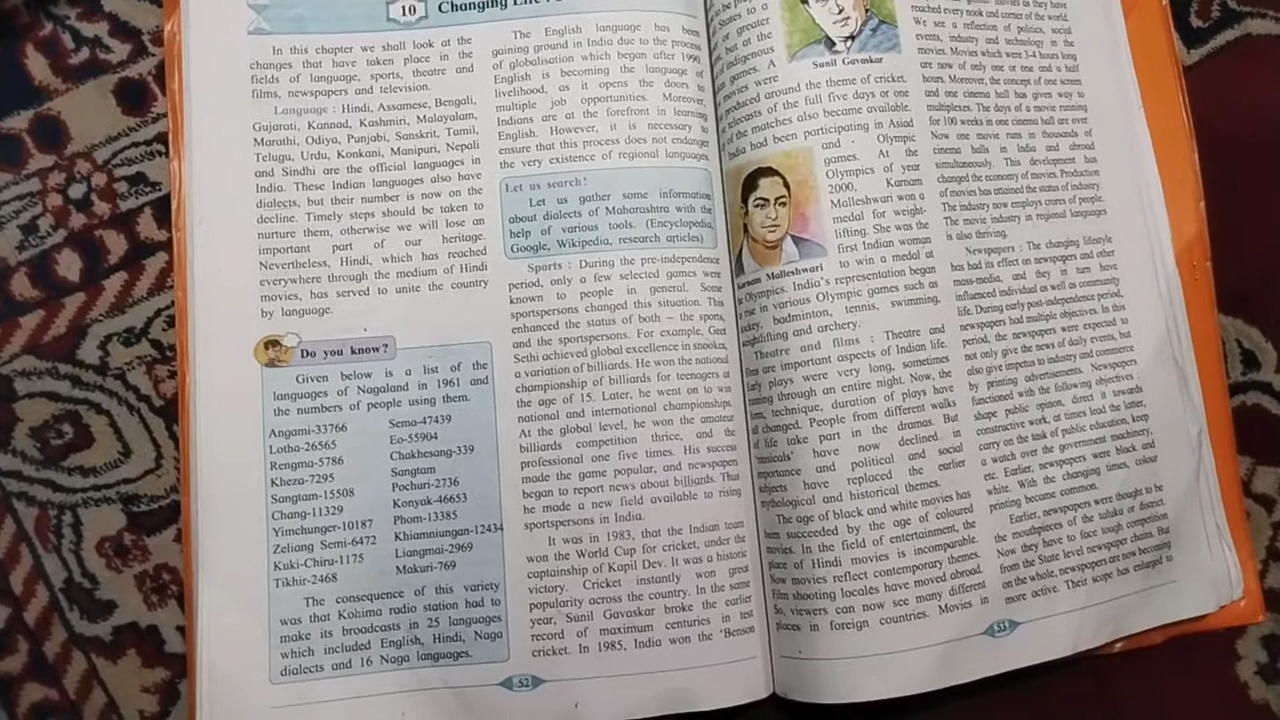 10
Changing
In this chapter we shall look at the
changes that have taken place in the
fields of language, sports, theatre and
films, newspapers and television.
Language : Hindi, Assamese, Bengali,
Gujarati, Kannad, Kashmiri, Malayalam,
Marathi, Odiya, Punjabi, Sanskrit, Tamil,
Telugu, Urdu, Konkani, Manipuri, Nepali
and Sindhi are the official languages in
India. These Indian languages also have
dialects, but their number is now on the
decline. Timely steps should be taken to
nurture them, otherwise we will lose an
important part of our heritage.
Nevertheless, Hindi, which has reached
everywhere through the medium of Hindi
movies, has served to unite the country
by language.
Do you know?
Given below is a list of the
languages of Nagaland in 1961 and
the numbers of people using them.
Angami-33766
Lotha-26565
Rengma-5786
Kheza-7295
Sangtam-15508
Chang-11329
Yimchunger-10187
Zeliang Semi-6472
Kuki-Chiru-1175
Tikhir-2468
Sema-47439
Eo-55904
Chakhesang-339
Sangtam
Pochuri-2736
Konyak-46653
Phom-13385
Khiamniungan-12434
Liangmai-2969
Makuri-769
The consequence of this variety
was that Kohima radio station had to
make its broadcasts in 25 languages
which included English, Hindi, Naga
dialects and 16 Naga languages.
The English language has been
gaining ground in India due to the process
of globalisation which began after 1990.
English is becoming the language of
livelihood, as it opens the doors to
multiple job opportunities. Moreover,
Indians are at the forefront in learning
English. However, it is necessary to
ensure that this process does not endanger
the very existence of regional languages.
Let us search!
Let us gather some information
about dialects of Maharashtra with the
help of various tools. (Encyclopedia,
Google, Wikipedia, research articles)
Sports : During the pre-independence
period, only a few selected games were
known to people in general. Some
sportspersons changed this situation. This
enhanced the status of both – the sports,
and the sportspersons. For example, Geet
Sethi achieved global excellence in snooker,
a variation of billiards. He won the national
championship of billiards for teenagers at
the age of 15. Later, he went on to win
national and international championships.
At the global level, he won the amateur
billiards competition thrice, and the
professional one five times. His success
made the game popular, and newspapers
began to report news about billiards. Thus
he made a new field available to rising
sportspersons in India.
It was in 1983, that the Indian team
won the World Cup for cricket, under the
captainship of Kapil Dev. It was a historic
victory. Cricket instantly won great
popularity across the country. In the same
year, Sunil Gavaskar broke the earlier
record of maximum centuries in test
cricket. In 1985, India won the 'Benson
52
States to a
or greater
but at the
indigenous
games. A
movies were
Sunil Gavaskar
produced around the theme of cricket.
telecasts of the full five days or one
of the matches also became available.
India had been participating in Asiad
and Olympic
games. At the
Olympics of year
2000, Karnam
Malleshwari won a
medal for weight-
lifting. She was the
first Indian woman
to win a medal at
Karnam Malleshwari
Olympics. India's representation began
rise in various Olympic games such as
badminton, tennis, swimming,
weightlifting and archery.
Theatre and films : Theatre and
films are important aspects of Indian life.
Early plays were very long, sometimes
running through an entire night. Now, the
technique, duration of plays have
all changed. People from different walks
of life take part in the dramas. But
'musicals' have now declined in
importance and political and social
subjects have replaced the earlier
mythological and historical themes.
The age of black and white movies has
been succeeded by the age of coloured
movies. In the field of entertainment, the
place of Hindi movies is incomparable.
Now movies reflect contemporary themes.
Film shooting locales have moved abroad.
So, viewers can now see many different
places in foreign countries. Movies in
movies as they have
reached every nook and corner of the world.
We see a reflection of politics, social
events, industry and technology in the
movies. Movies which were 3-4 hours long
are now of only one or one and a half
hours. Moreover, the concept of one screen
and one cinema hall has given way to
multiplexes. The days of a movie running
for 100 weeks in one cinema hall are over.
Now one movie runs in thousands of
cinema halls in India and abroad
simultaneously. This development has
changed the economy of movies. Production
of movies has attained the status of industry.
The industry now employs crores of people.
The movie industry in regional languages
is also thriving.
Newspapers : The changing lifestyle
has had its effect on newspapers and other
mass-media, and they in turn have
influenced individual as well as community
life. During early post-independence period,
newspapers had multiple objectives. In this
period, the newspapers were expected to
not only give the news of daily events, but
also give impetus to industry and commerce
by printing advertisements. Newspapers
functioned with the following objectives :
shape public opinon, direct it towards
constructive work, at times lead the latter,
carry on the task of public education, keep
a watch over the government machinery,
etc. Earlier, newspapers were black and
white. With the changing times, colour
printing became common.
Earlier, newspapers were thought to be
the mouthpieces of the taluka or district.
Now they have to face tough competition
from the State level newspaper chains. But
on the whole, newspapers are now becoming
more active. Their scope has enlarged to
53